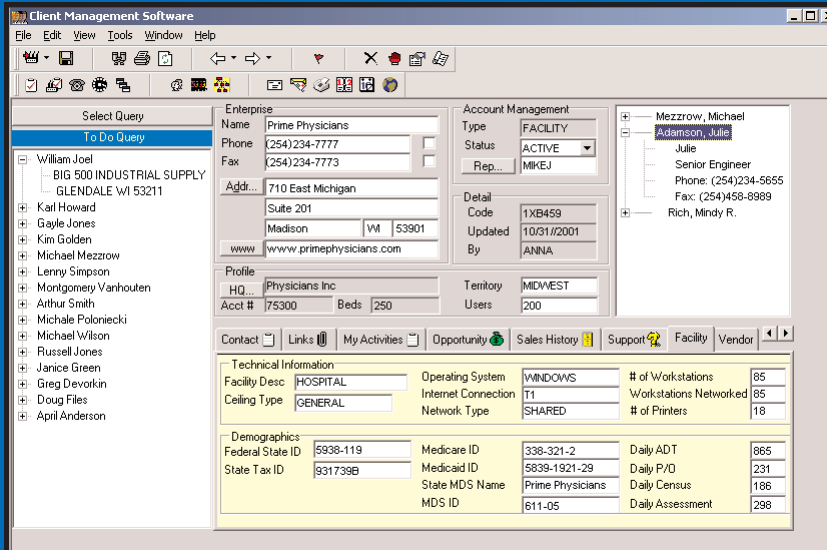 Client Management Software
File Edit View Tools Window Help
Select Query
To Do Query
William Joel
BIG 500 INDUSTRIAL SUPPLY
GLENDALE WI 53211
Karl Howard
Gayle Jones
Kim Golden
Michael Mezzrow
Lenny Simpson
Montgomery Vanhouten
Arthur Smith
Michale Poloniecki
Michael Wilson
Russell Jones
Janice Green
Greg Devorkin
Doug Files
April Anderson
Enterprise
Name Prime Physicians
Phone (254)234-7777
Fax (254)234-7773
Addr... 710 East Michigan
Suite 201
Madison WI 53901
www www.primephysicians.com
Account Management
Type FACILITY
Status ACTIVE
Rep... MIKEJ
Detail
Code 1XB459
Updated 10/31//2001
By ANNA
Mezzrow, Michael
Adamson, Julie
Julie
Senior Engineer
Phone: (254)234-5655
Fax: (254)458-8989
Rich, Mindy R.
Profile
HQ... Physicians Inc
Acct # 75300 Beds 250
Territory MIDWEST
Users 200
Contact Links My Activities Opportunity Sales History Support Facility Vendor
Technical Information
Facility Desc HOSPITAL
Ceiling Type GENERAL
Operating System WINDOWS
Internet Connection T1
Network Type SHARED
# of Workstations 85
Workstations Networked 85
# of Printers 18
Demographics
Federal State ID 5938-119
State Tax ID 931739B
Medicare ID 338-321-2
Medicaid ID 5839-1921-29
State MDS Name Prime Physicians
MDS ID 611-05
Daily ADT 865
Daily P/O 231
Daily Census 186
Daily Assessment 298